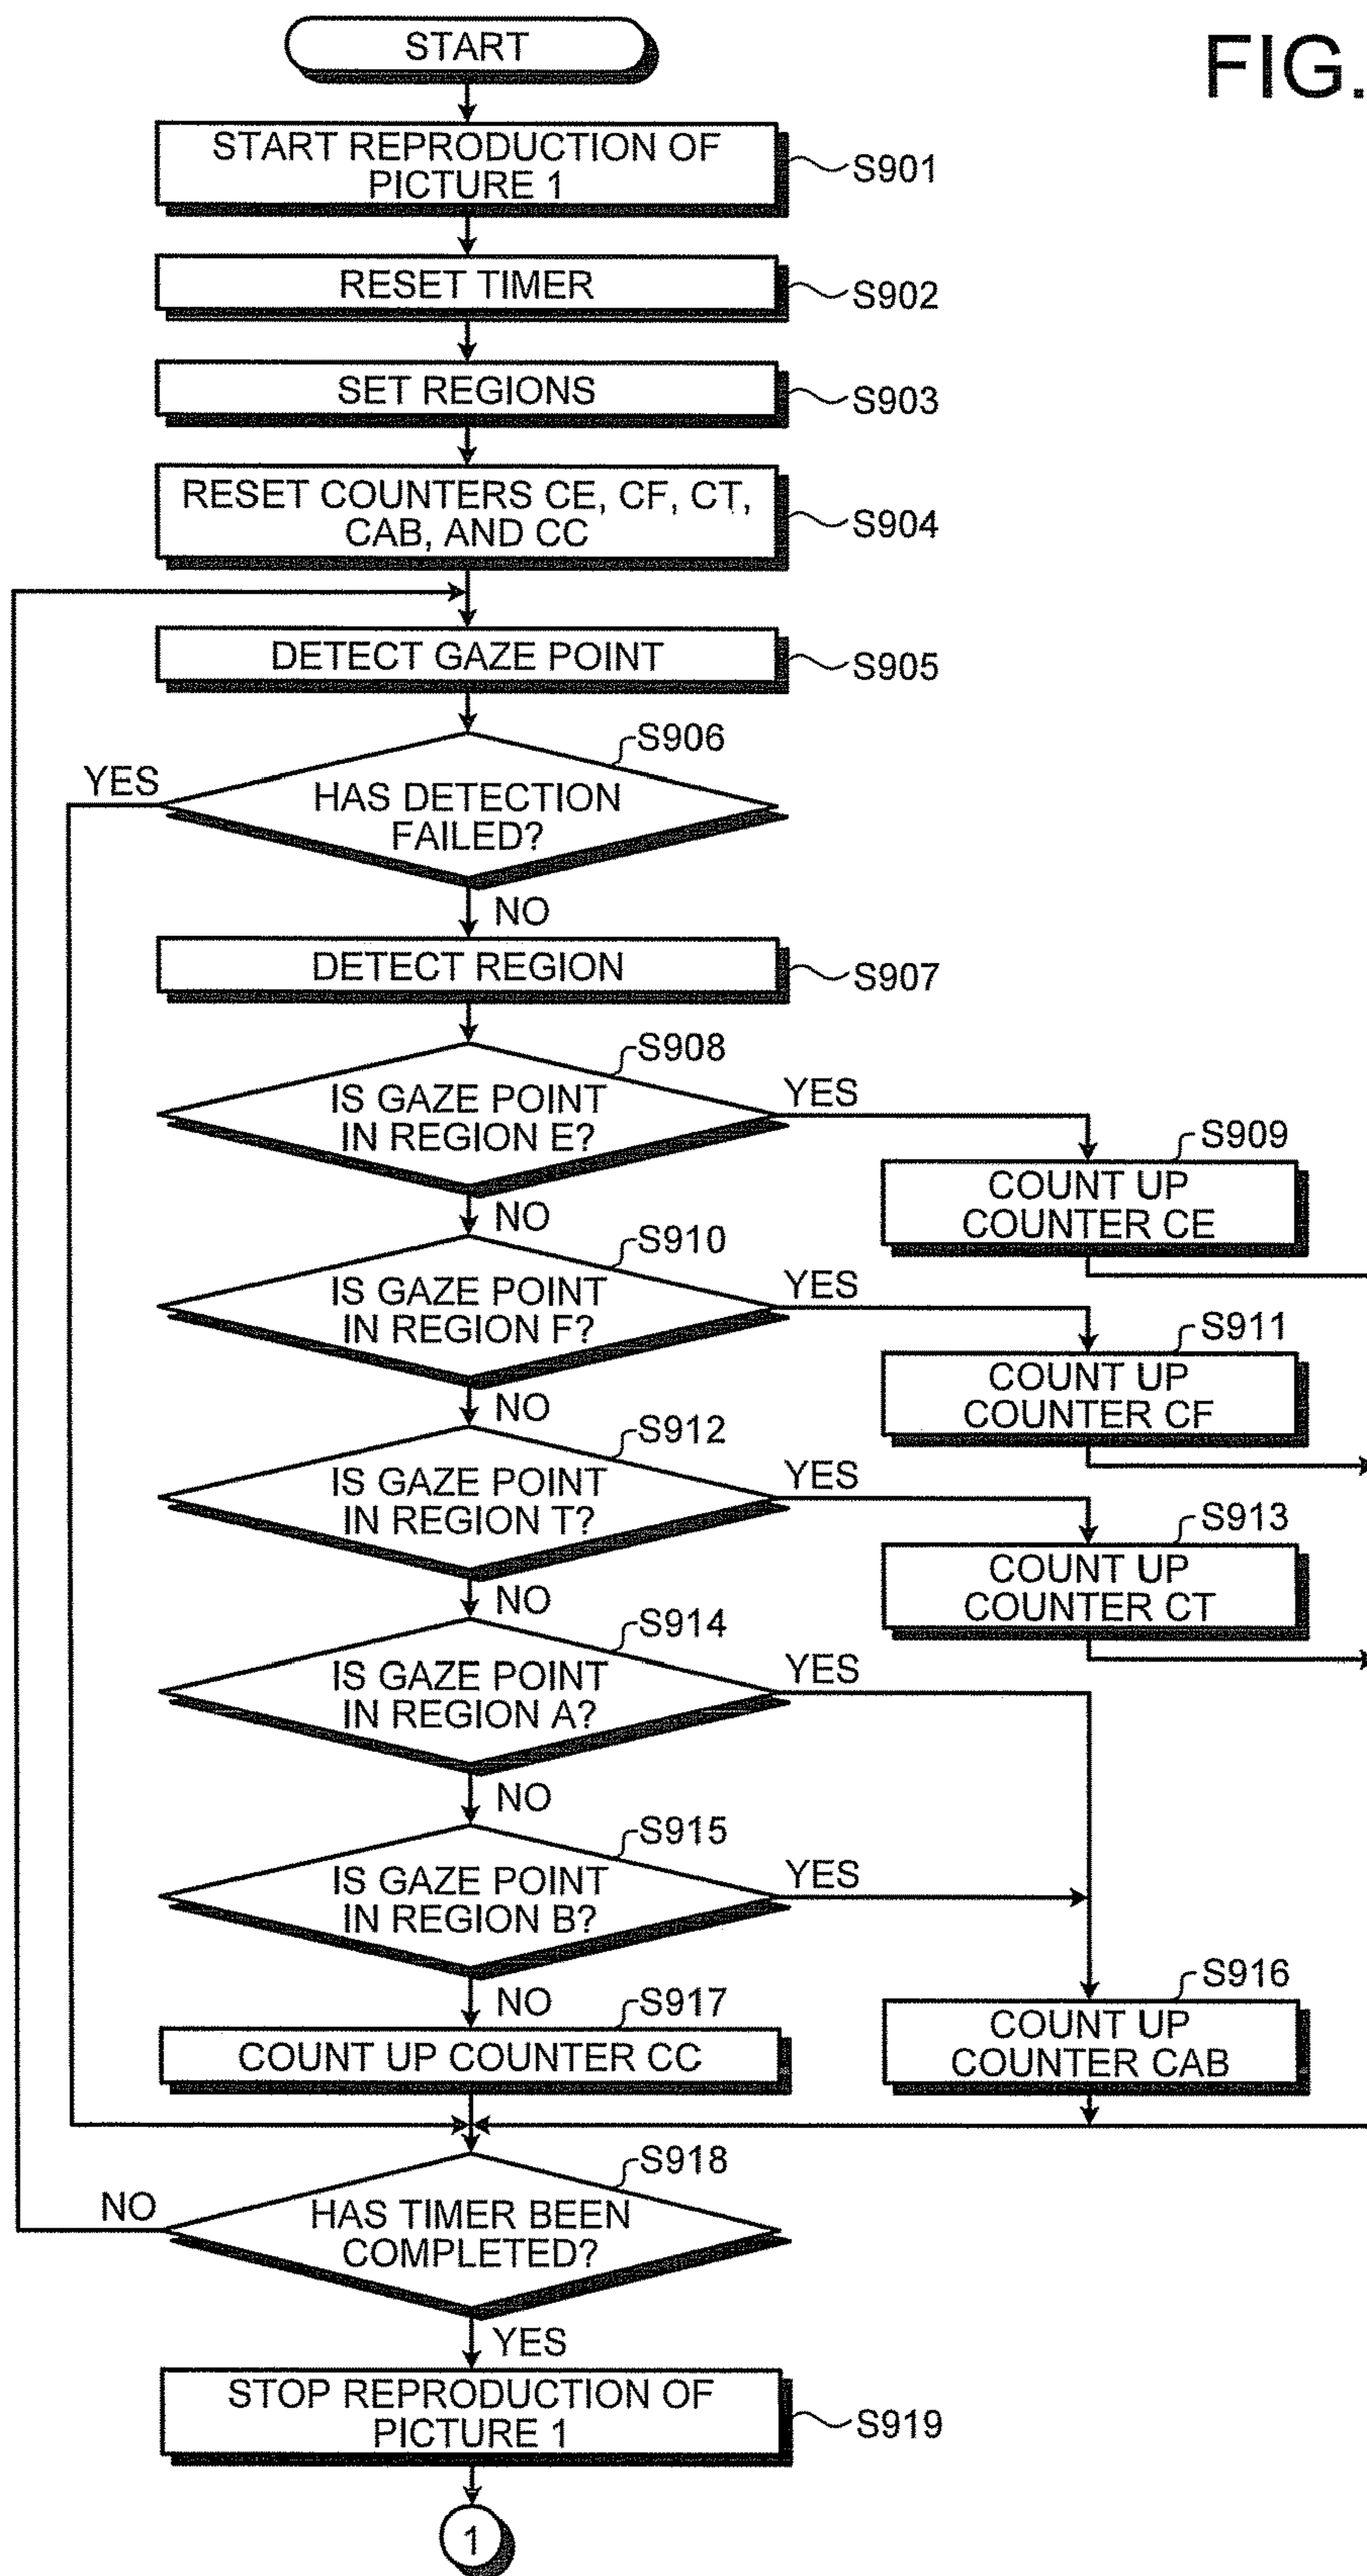 FIG.
START
START REPRODUCTION OF
PICTURE 1
S901
RESET TIMER
S902
SET REGIONS
S903
RESET COUNTERS CE, CF, CT,
CAB, AND CC
S904
DETECT GAZE POINT
S905
S906
YES
HAS DETECTION
FAILED?
NO
DETECT REGION
S907
S908
IS GAZE POINT
IN REGION E?
YES
NO
S909
COUNT UP
COUNTER CE
S910
IS GAZE POINT
IN REGION F?
YES
NO
S911
COUNT UP
COUNTER CF
S912
IS GAZE POINT
IN REGION T?
YES
NO
S913
COUNT UP
COUNTER CT
S914
IS GAZE POINT
IN REGION A?
YES
NO
S915
IS GAZE POINT
IN REGION B?
YES
NO
S916
COUNT UP
COUNTER CAB
S917
COUNT UP COUNTER CC
S918
NO
HAS TIMER BEEN
COMPLETED?
YES
STOP REPRODUCTION OF
PICTURE 1
S919
1